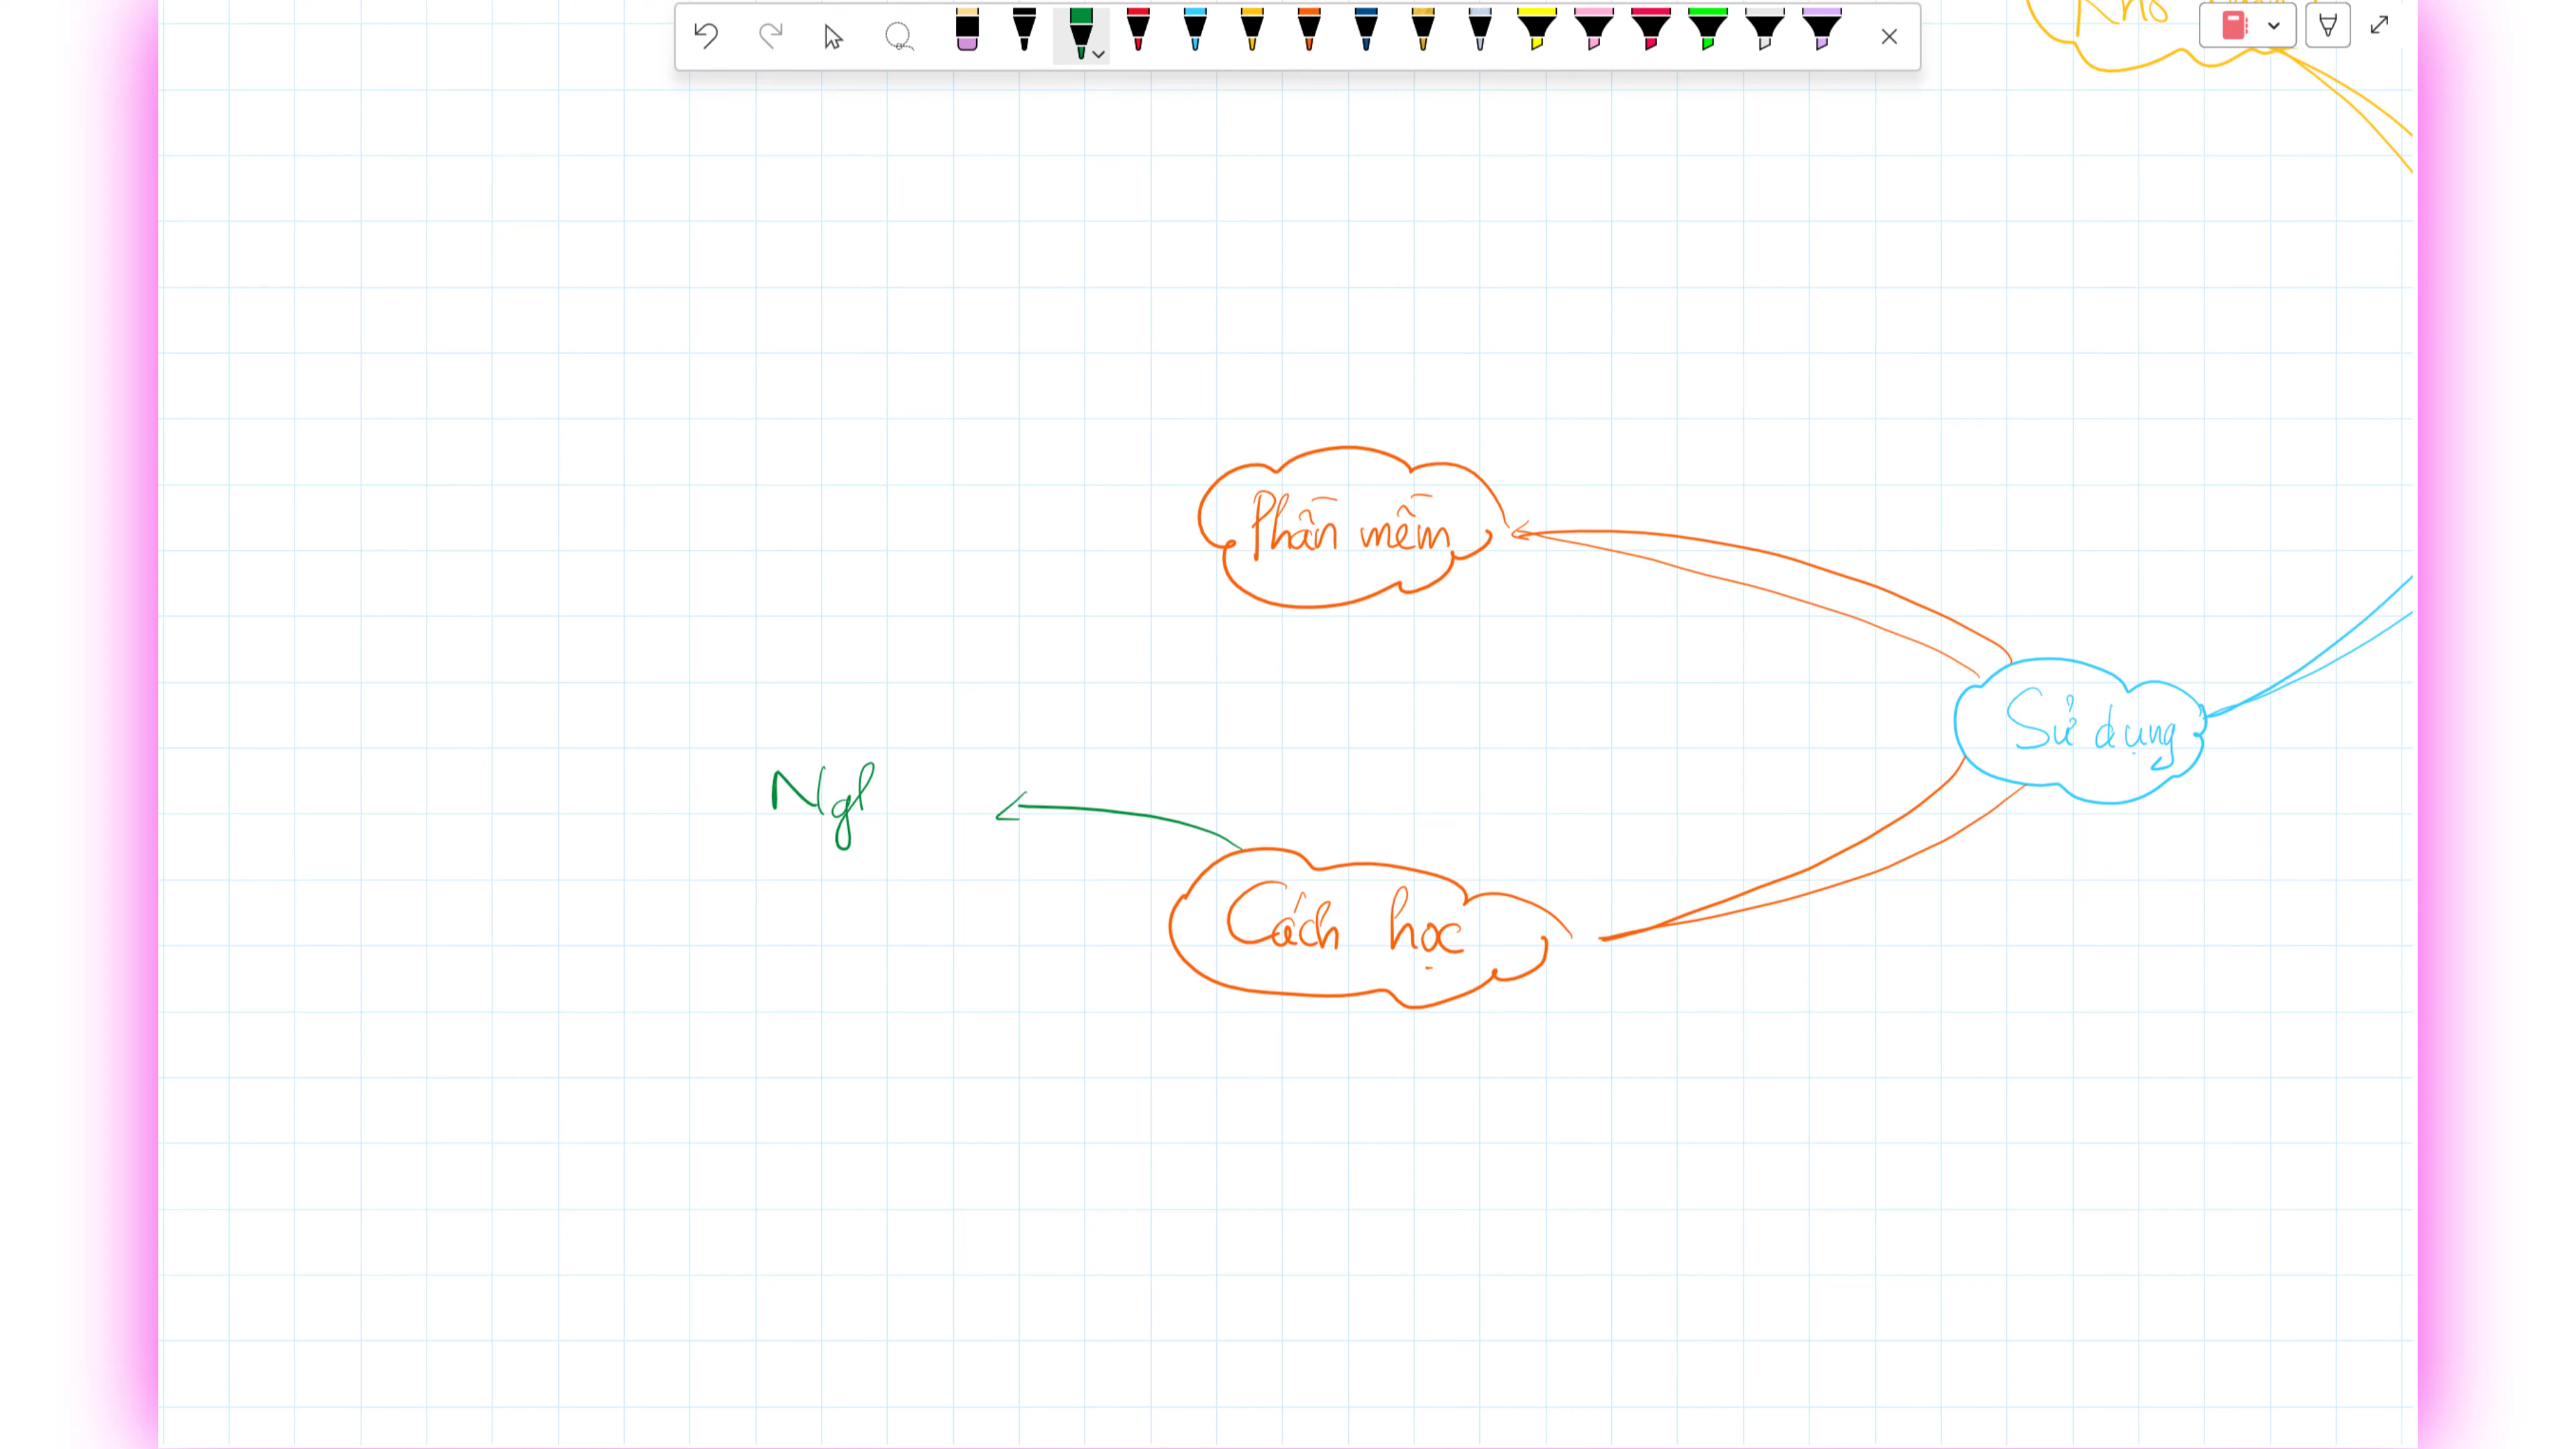 Phần mềm
Sử dụng
Ngl
Cách học